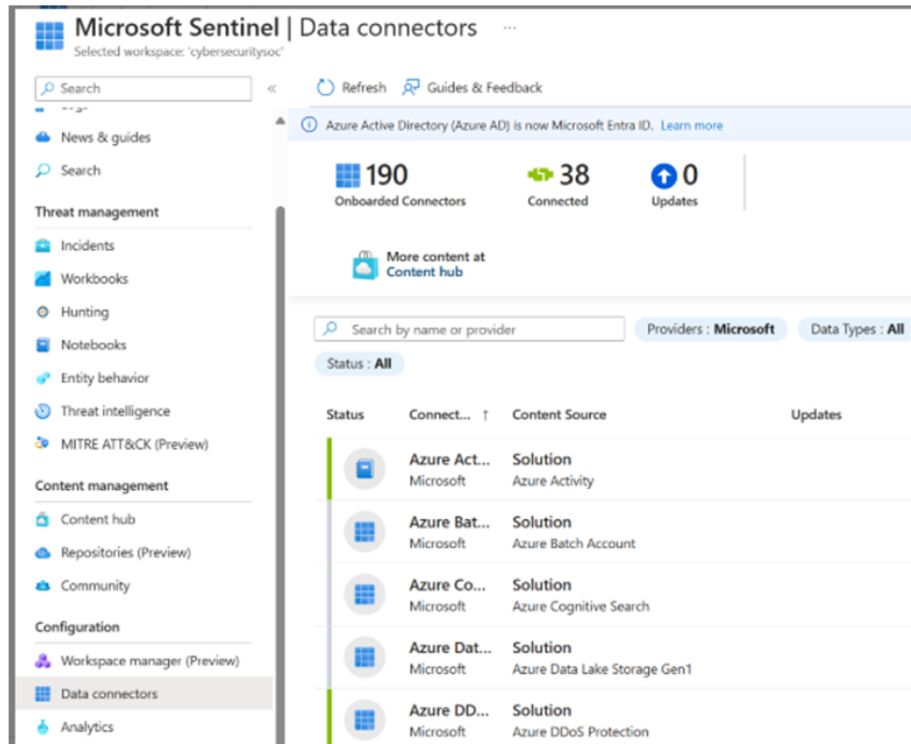 Microsoft Sentinel | Data connectors ...
Selected workspace: 'cybersecuritysoc'
Search
«
News & guides
Search
Threat management
Incidents
Workbooks
Hunting
Notebooks
Entity behavior
Threat intelligence
MITRE ATT&CK (Preview)
Content management
Content hub
Repositories (Preview)
Community
Configuration
Workspace manager (Preview)
Data connectors
Analytics
Refresh Guides & Feedback
Azure Active Directory (Azure AD) is now Microsoft Entra ID. Learn more
190 38 0
Onboarded Connectors Connected Updates
More content at
Content hub
Search by name or provider Providers : Microsoft Data Types : All
Status : All
Status Connect... ↑ Content Source Updates
Azure Act... Solution
Microsoft Azure Activity
Azure Bat... Solution
Microsoft Azure Batch Account
Azure Co... Solution
Microsoft Azure Cognitive Search
Azure Dat... Solution
Microsoft Azure Data Lake Storage Gen1
Azure DD... Solution
Microsoft Azure DDoS Protection